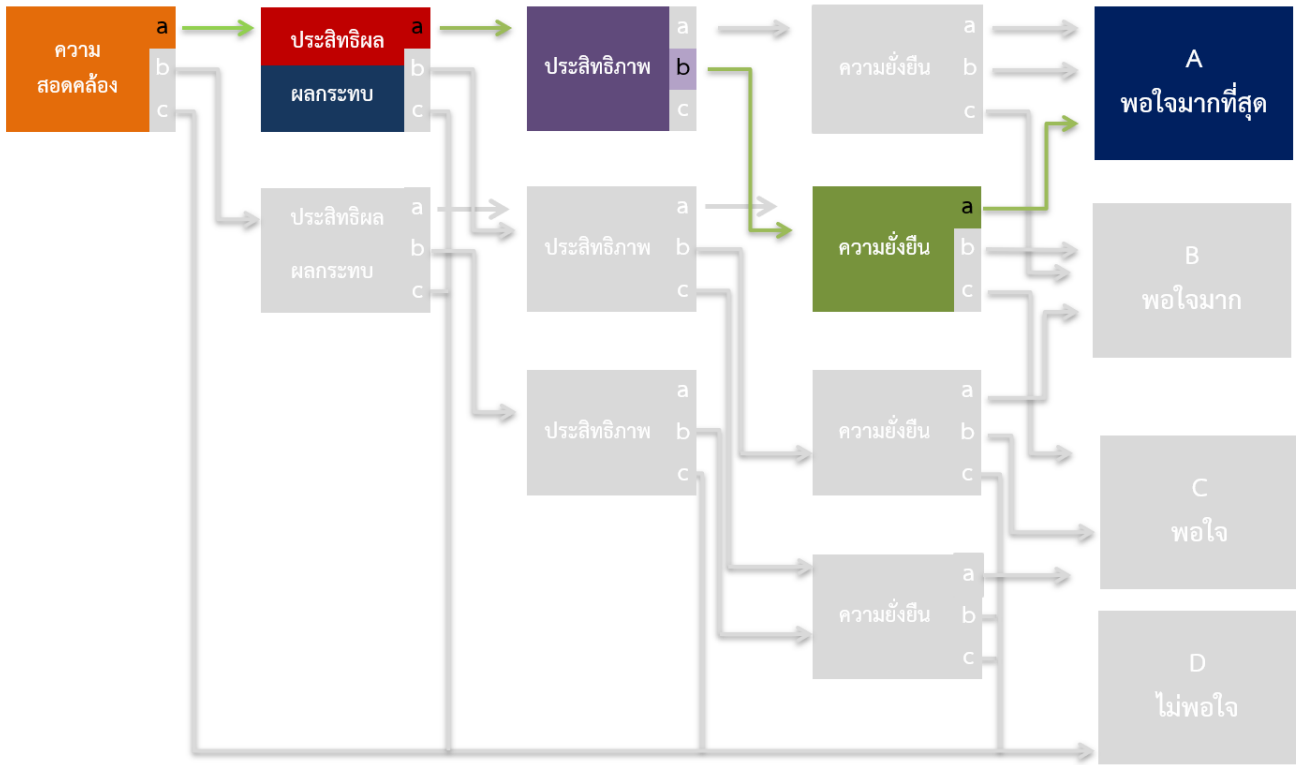 ความ
สอดคล้อง
a
b
c
ประสิทธิผล
ผลกระทบ
a
b
c
ประสิทธิภาพ
a
b
c
ความยั่งยืน
a
b
c
A
พอใจมากที่สุด
ประสิทธิผล
ผลกระทบ
a
b
c
ประสิทธิภาพ
a
b
c
ความยั่งยืน
a
b
c
B
พอใจมาก
ประสิทธิภาพ
a
b
c
ความยั่งยืน
a
b
c
C
พอใจ
ความยั่งยืน
a
b
c
D
ไม่พอใจ